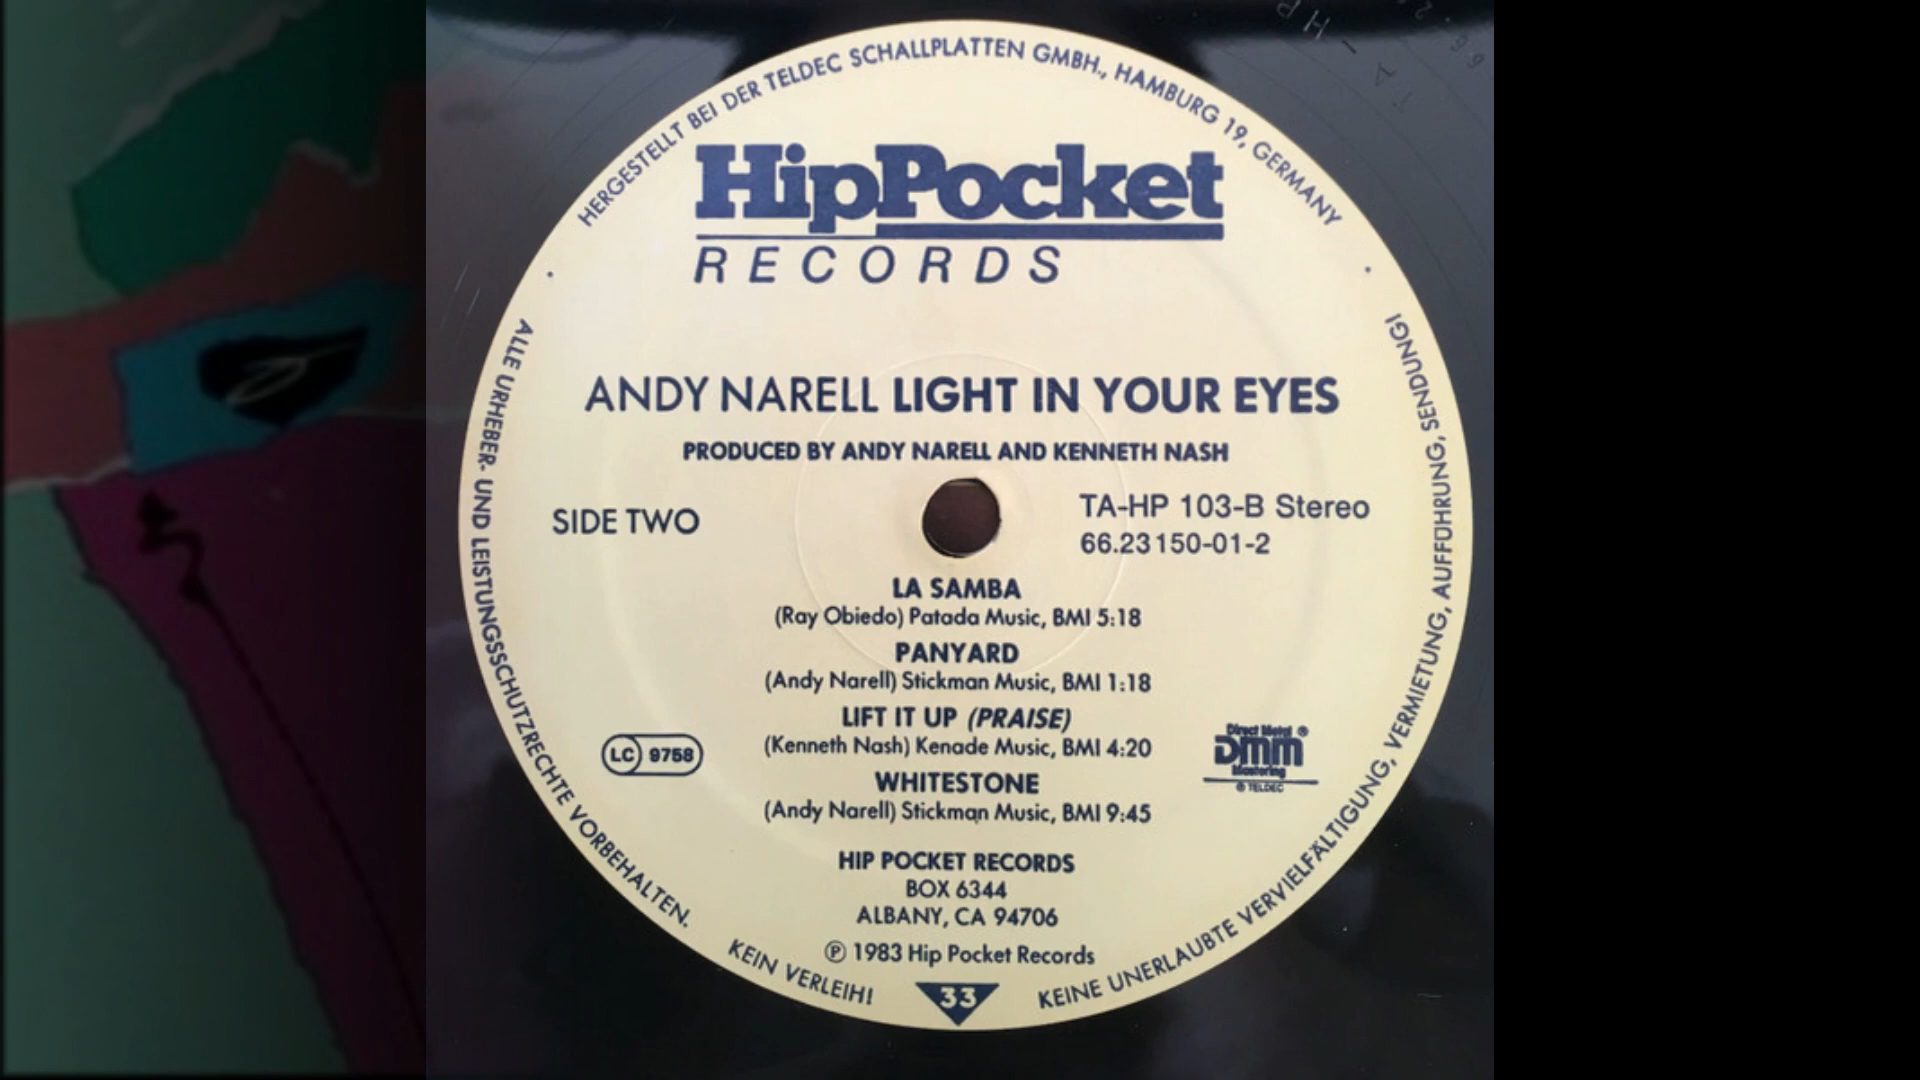 HERGESTELLT BEI DER TELDEC SCHALLPLATTEN GMBH., HAMBURG 19, GERMANY
HipPocket
RECORDS
ANDY NARELL LIGHT IN YOUR EYES
PRODUCED BY ANDY NARELL AND KENNETH NASH
SIDE TWO
TA-HP 103-B Stereo
66.23150-01-2
LA SAMBA
(Ray Obiedo) Patada Music, BMI 5:18
PANYARD
(Andy Narell) Stickman Music, BMI 1:18
LIFT IT UP (PRAISE)
(Kenneth Nash) Kenade Music, BMI 4:20
WHITESTONE
(Andy Narell) Stickman Music, BMI 9:45
LC 9758
Direct Metal ®
DMM
Mastering
® TELDEC
HIP POCKET RECORDS
BOX 6344
ALBANY, CA 94706
℗ 1983 Hip Pocket Records
33
ALLE URHEBER- UND LEISTUNGSSCHUTZRECHTE VORBEHALTEN.
KEIN VERLEIH!
KEINE UNERLAUBTE VERVIELFÄLTIGUNG, VERMIETUNG, AUFFÜHRUNG, SENDUNG!